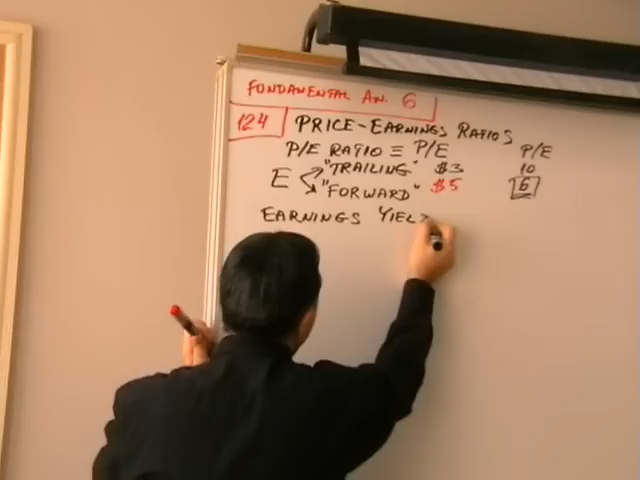 FONDAMENTAL AN. 6
124 PRICE-EARNINGS RATIOS
P/E RATIO ≡ P/E P/E
"TRAILING" $3 10
E
"FORWARD" $5 6
EARNINGS YIEL